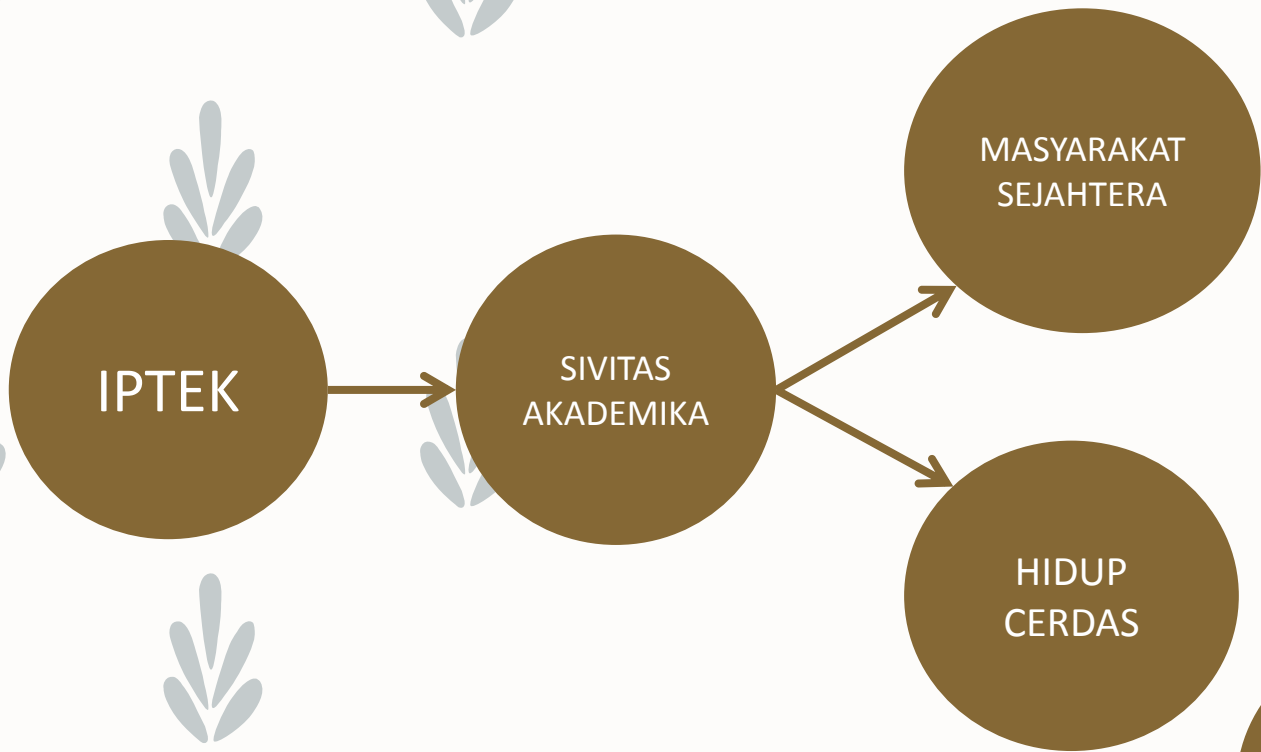 IPTEK
SIVITAS
AKADEMIKA
MASYARAKAT
SEJAHTERA
HIDUP
CERDAS